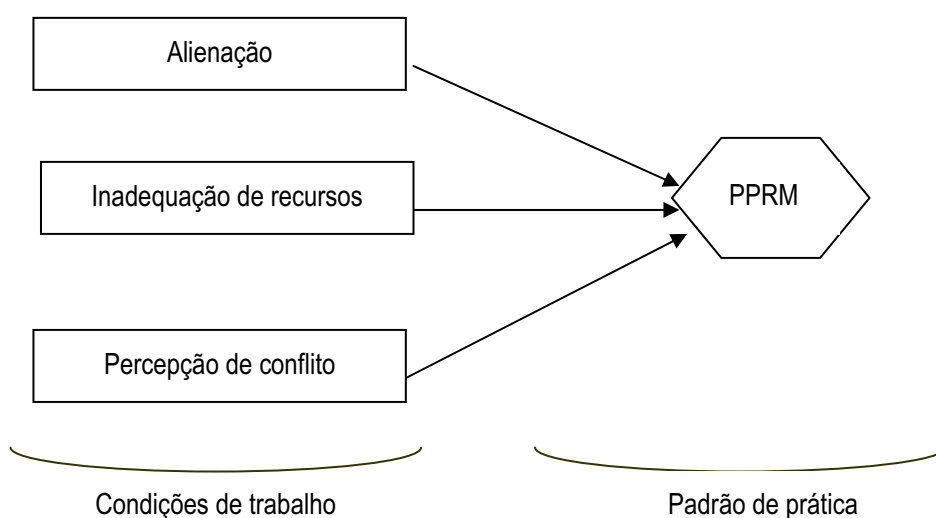 Alienação
Inadequação de recursos
PPRM
Percepção de conflito
Condições de trabalho
Padrão de prática